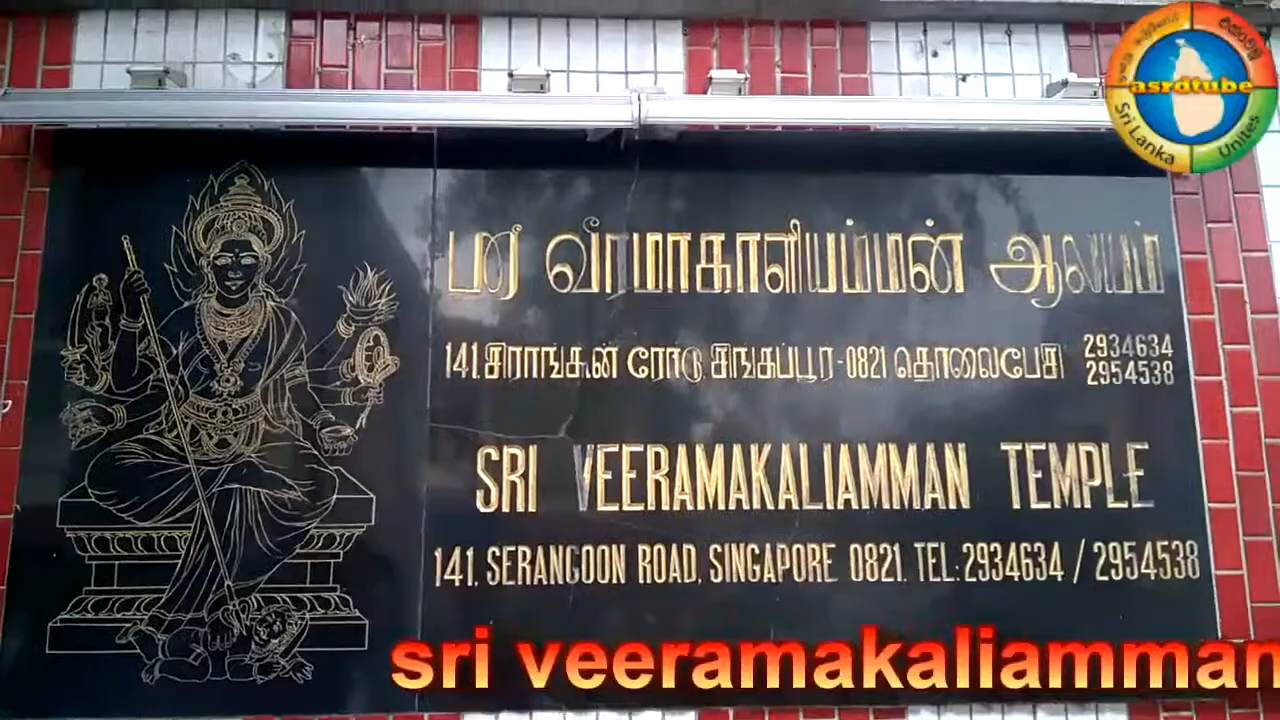 ஸ்ரீ வீரமாகாளியம்மன் ஆலயம்
141, சிராங்கூன் ரோடு, சிங்கப்பூர் - 0821 தொலைபேசி 2934634
2954538
SRI VEERAMAKALIAMMAN TEMPLE
141, SERANGOON ROAD, SINGAPORE 0821. TEL: 2934634 / 2954538
sri veeramakaliamman
asrdtube
Sri Lanka Unites